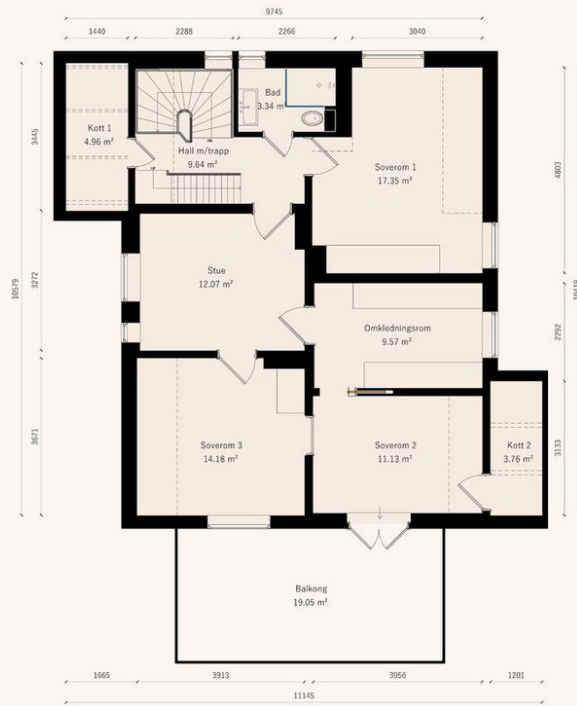 9745
1440
2288
2266
3040
Bad
3.34 m
Kott 1
4.96 m²
Hall m/trapp
9.64 m²
Soverom 1
17.35 m²
3445
4803
Stue
12.07 m²
10579
3272
Omkledningsrom
9.57 m²
2292
Soverom 3
14.18 m²
Soverom 2
11.13 m²
Kott 2
3.76 m²
3671
3133
Balkong
19.05 m²
1665
3913
3956
1201
11145